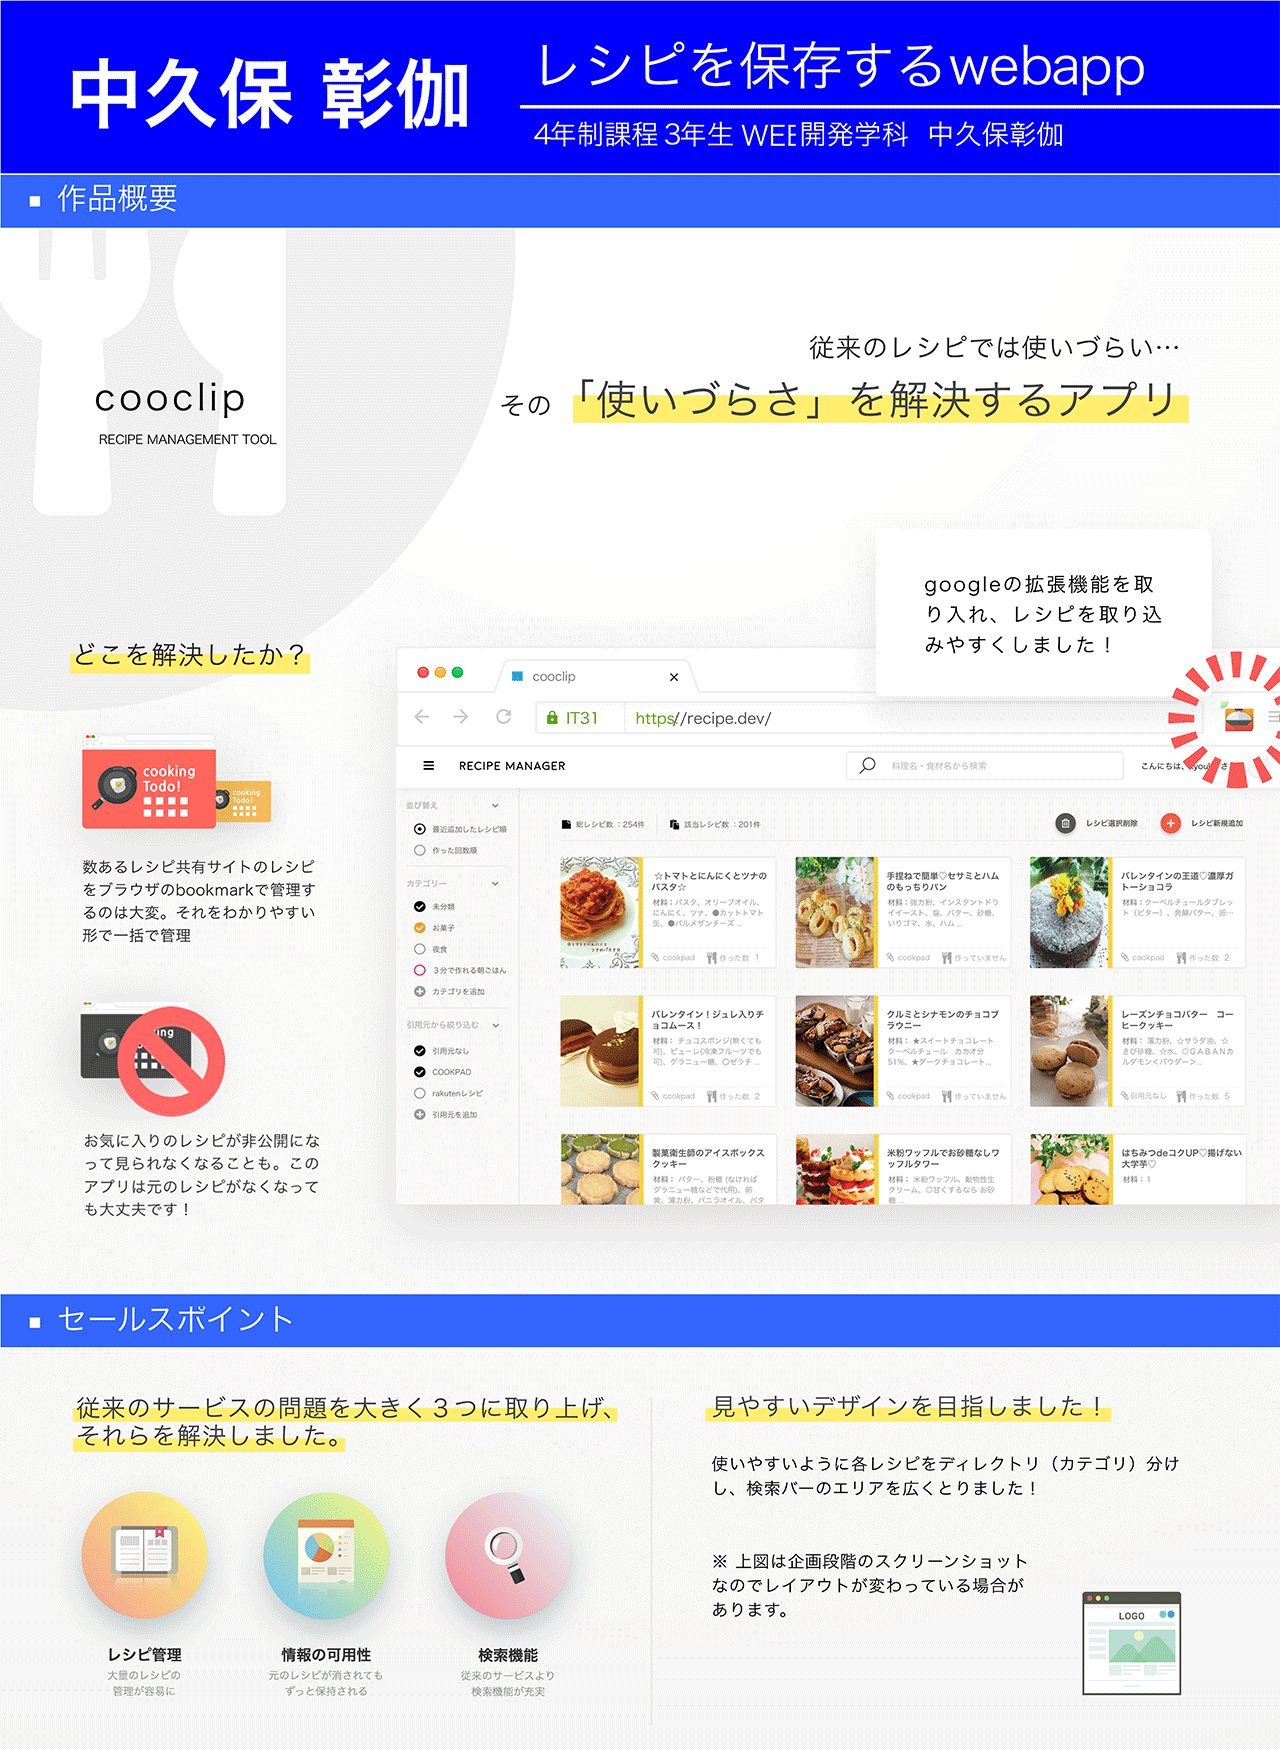 中久保 彰伽
レシピを保存するwebapp
4年制課程 3年生 WEB開発学科 中久保彰伽
作品概要
cooclip
RECIPE MANAGEMENT TOOL
従来のレシピでは使いづらい…
その「使いづらさ」を解決するアプリ
googleの拡張機能を取
り入れ、レシピを取り込
みやすくしました！
どこを解決したか？
cooking
Todo!
cooking
Todo!
数あるレシピ共有サイトのレシピ
をブラウザのbookmarkで管理す
るのは大変。それをわかりやすい
形で一括で管理
お気に入りのレシピが非公開にな
って見られなくなることも。この
アプリは元のレシピがなくなって
も大丈夫です！
cooclip
IT31 https//recipe.dev/
RECIPE MANAGER
料理名・食材名から検索
こんにちは、
並び替え
最近追加したレシピ順
作った回数順
カテゴリー
未分類
お菓子
夜食
３分で作れる朝ごはん
カテゴリを追加
引用元から絞り込む
引用元なし
COOKPAD
rakutenレシピ
引用元を追加
総レシピ数 ：254件
該当レシピ数 ：201件
レシピ選択削除
レシピ新規追加
☆トマトとにんにくとツナの
パスタ☆
材料：パスタ、オリーブオイル、
にんにく、ツナ、●カットトマト
缶、●パルメザンチーズ ...
cookpad 作った数 1
手捏ねで簡単♡セサミとハム
のもっちりパン
材料：強力粉、インスタントドラ
イイースト、塩、バター、砂糖、
いりゴマ、水、ハム ...
cookpad 作っていません
バレンタインの王道♡濃厚ガ
トーショコラ
材料：クーベルチュールタブレッ
ト（ビター）、発酵バター、卵…
cookpad 作った数 2
バレンタイン！ジュレ入りチ
ョコムース！
材料： チョコスポンジ(無くても
可)、ピューレ(冷凍フルーツでも
可)、グラニュー糖、〇ゼラチ ...
cookpad 作った数 2
クルミとシナモンのチョコブ
ラウニー
材料： ★スイートチョコレート
クーベルチュール カカオ分
51％、★ダークチョコレート...
cookpad 作っていません
レーズンチョコバター コー
ヒークッキー
材料： 薄力粉、☆サラダ油、☆
きび砂糖、☆水、◎ＧＡＢＡＮカ
ルダモン＜パウダー＞...
引用元なし 作った数 5
製菓衛生師のアイスボックス
クッキー
材料： バター、粉糖 (なければ
グラニュー糖などで代用)、卵
黄、薄力粉、バニラオイル、バタ
米粉ワッフルでお砂糖なしワ
ッフルタワー
材料： 米粉ワッフル、動物性生
クリーム、〇甘くするなら お砂
糖 ...
はちみつdeコクUP♡揚げない
大学芋♡
材料：1
セールスポイント
従来のサービスの問題を大きく３つに取り上げ、
それらを解決しました。
レシピ管理
大量のレシピの
管理が容易に
情報の可用性
元のレシピが消されても
ずっと保持される
検索機能
従来のサービスより
検索機能が充実
見やすいデザインを目指しました！
使いやすいように各レシピをディレクトリ（カテゴリ）分け
し、検索バーのエリアを広くとりました！
※ 上図は企画段階のスクリーンショット
なのでレイアウトが変わっている場合が
あります。
LOGO